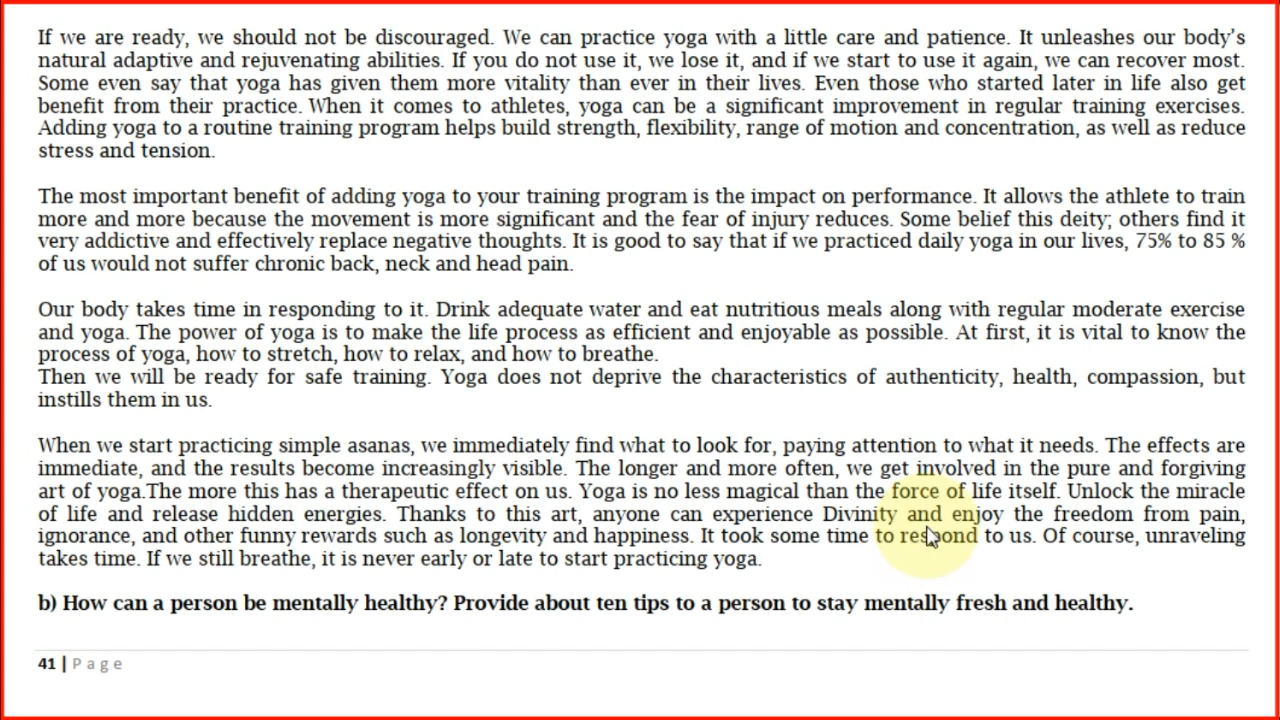 If we are ready, we should not be discouraged. We can practice yoga with a little care and patience. It unleashes our body's
natural adaptive and rejuvenating abilities. If you do not use it, we lose it, and if we start to use it again, we can recover most.
Some even say that yoga has given them more vitality than ever in their lives. Even those who started later in life also get
benefit from their practice. When it comes to athletes, yoga can be a significant improvement in regular training exercises.
Adding yoga to a routine training program helps build strength, flexibility, range of motion and concentration, as well as reduce
stress and tension.
The most important benefit of adding yoga to your training program is the impact on performance. It allows the athlete to train
more and more because the movement is more significant and the fear of injury reduces. Some belief this deity; others find it
very addictive and effectively replace negative thoughts. It is good to say that if we practiced daily yoga in our lives, 75% to 85 %
of us would not suffer chronic back, neck and head pain.
Our body takes time in responding to it. Drink adequate water and eat nutritious meals along with regular moderate exercise
and yoga. The power of yoga is to make the life process as efficient and enjoyable as possible. At first, it is vital to know the
process of yoga, how to stretch, how to relax, and how to breathe.
Then we will be ready for safe training. Yoga does not deprive the characteristics of authenticity, health, compassion, but
instills them in us.
When we start practicing simple asanas, we immediately find what to look for, paying attention to what it needs. The effects are
immediate, and the results become increasingly visible. The longer and more often, we get involved in the pure and forgiving
art of yoga.The more this has a therapeutic effect on us. Yoga is no less magical than the force of life itself. Unlock the miracle
of life and release hidden energies. Thanks to this art, anyone can experience Divinity and enjoy the freedom from pain,
ignorance, and other funny rewards such as longevity and happiness. It took some time to respond to us. Of course, unraveling
takes time. If we still breathe, it is never early or late to start practicing yoga.
b) How can a person be mentally healthy? Provide about ten tips to a person to stay mentally fresh and healthy.
41 | Page